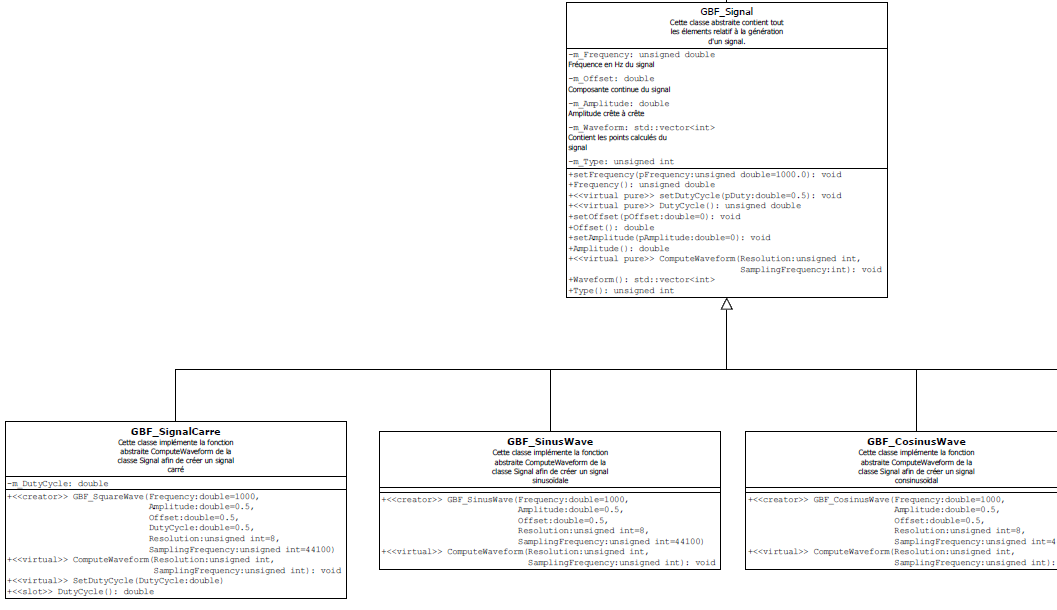 GBF_Signal
Cette classe abstraite contient tout
les élements relatif à la génération
d'un signal.
-m_Frequency: unsigned double
Fréquence en Hz du signal
-m_Offset: double
Composante continue du signal
-m_Amplitude: double
Amplitude crête à crête
-m_Waveform: std::vector<int>
Contient les points calculés du
signal
-m_Type: unsigned int
+setFrequency(pFrequency:unsigned double=1000.0): void
+Frequency(): unsigned double
+<<virtual pure>> setDutyCycle(pDuty:double=0.5): void
+<<virtual pure>> DutyCycle(): unsigned double
+setOffset(pOffset:double=0): void
+Offset(): double
+setAmplitude(pAmplitude:double=0): void
+Amplitude(): double
+<<virtual pure>> ComputeWaveform(Resolution:unsigned int,
SamplingFrequency:int): void
+Waveform(): std::vector<int>
+Type(): unsigned int
GBF_SignalCarre
Cette classe implémente la fonction
abstraite ComputeWaveform de la
classe Signal afin de créer un signal
carré
-m_DutyCycle: double
+<<creator>> GBF_SquareWave(Frequency:double=1000,
Amplitude:double=0.5,
Offset:double=0.5,
DutyCycle:double=0.5,
Resolution:unsigned int=8,
SamplingFrequency:unsigned int=44100)
+<<virtual>> ComputeWaveform(Resolution:unsigned int,
SamplingFrequency:unsigned int): void
+<<virtual>> SetDutyCycle(DutyCycle:double)
+<<slot>> DutyCycle(): double
GBF_SinusWave
Cette classe implémente la fonction
abstraite ComputeWaveform de la
classe Signal afin de créer un signal
sinusoïdale
+<<creator>> GBF_SinusWave(Frequency:double=1000,
Amplitude:double=0.5,
Offset:double=0.5,
Resolution:unsigned int=8,
SamplingFrequency:unsigned int=44100)
+<<virtual>> ComputeWaveform(Resolution:unsigned int,
SamplingFrequency:unsigned int): void
GBF_CosinusWave
Cette classe implémente la fonction
abstraite ComputeWaveform de la
classe Signal afin de créer un signal
consinusoïdal
+<<creator>> GBF_CosinusWave(Frequency:double=1000,
Amplitude:double=0.5,
Offset:double=0.5,
Resolution:unsigned int=8,
SamplingFrequency:unsigned int=4
+<<virtual>> ComputeWaveform(Resolution:unsigned int,
SamplingFrequency:unsigned int):